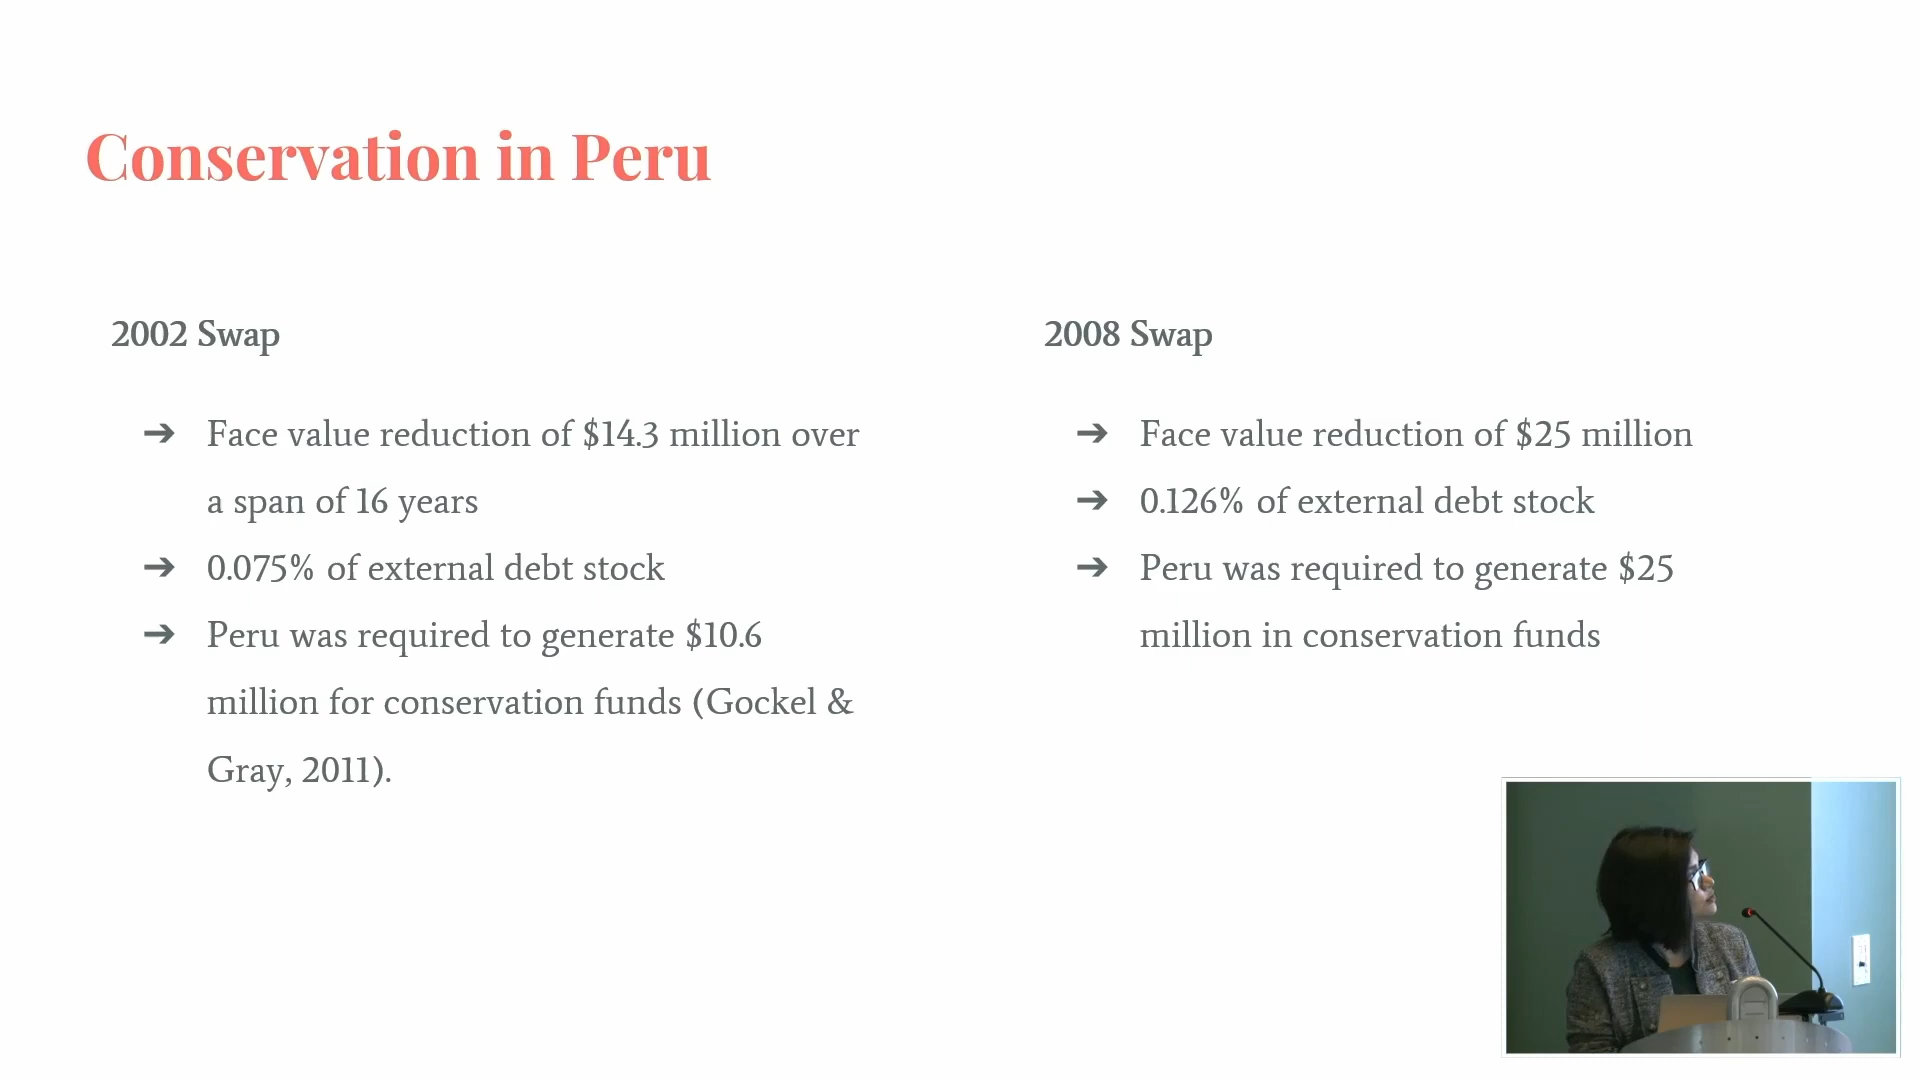 Conservation in Peru
2002 Swap
➔ Face value reduction of $14.3 million over
a span of 16 years
➔ 0.075% of external debt stock
➔ Peru was required to generate $10.6
million for conservation funds (Gockel &
Gray, 2011).
2008 Swap
➔ Face value reduction of $25 million
➔ 0.126% of external debt stock
➔ Peru was required to generate $25
million in conservation funds